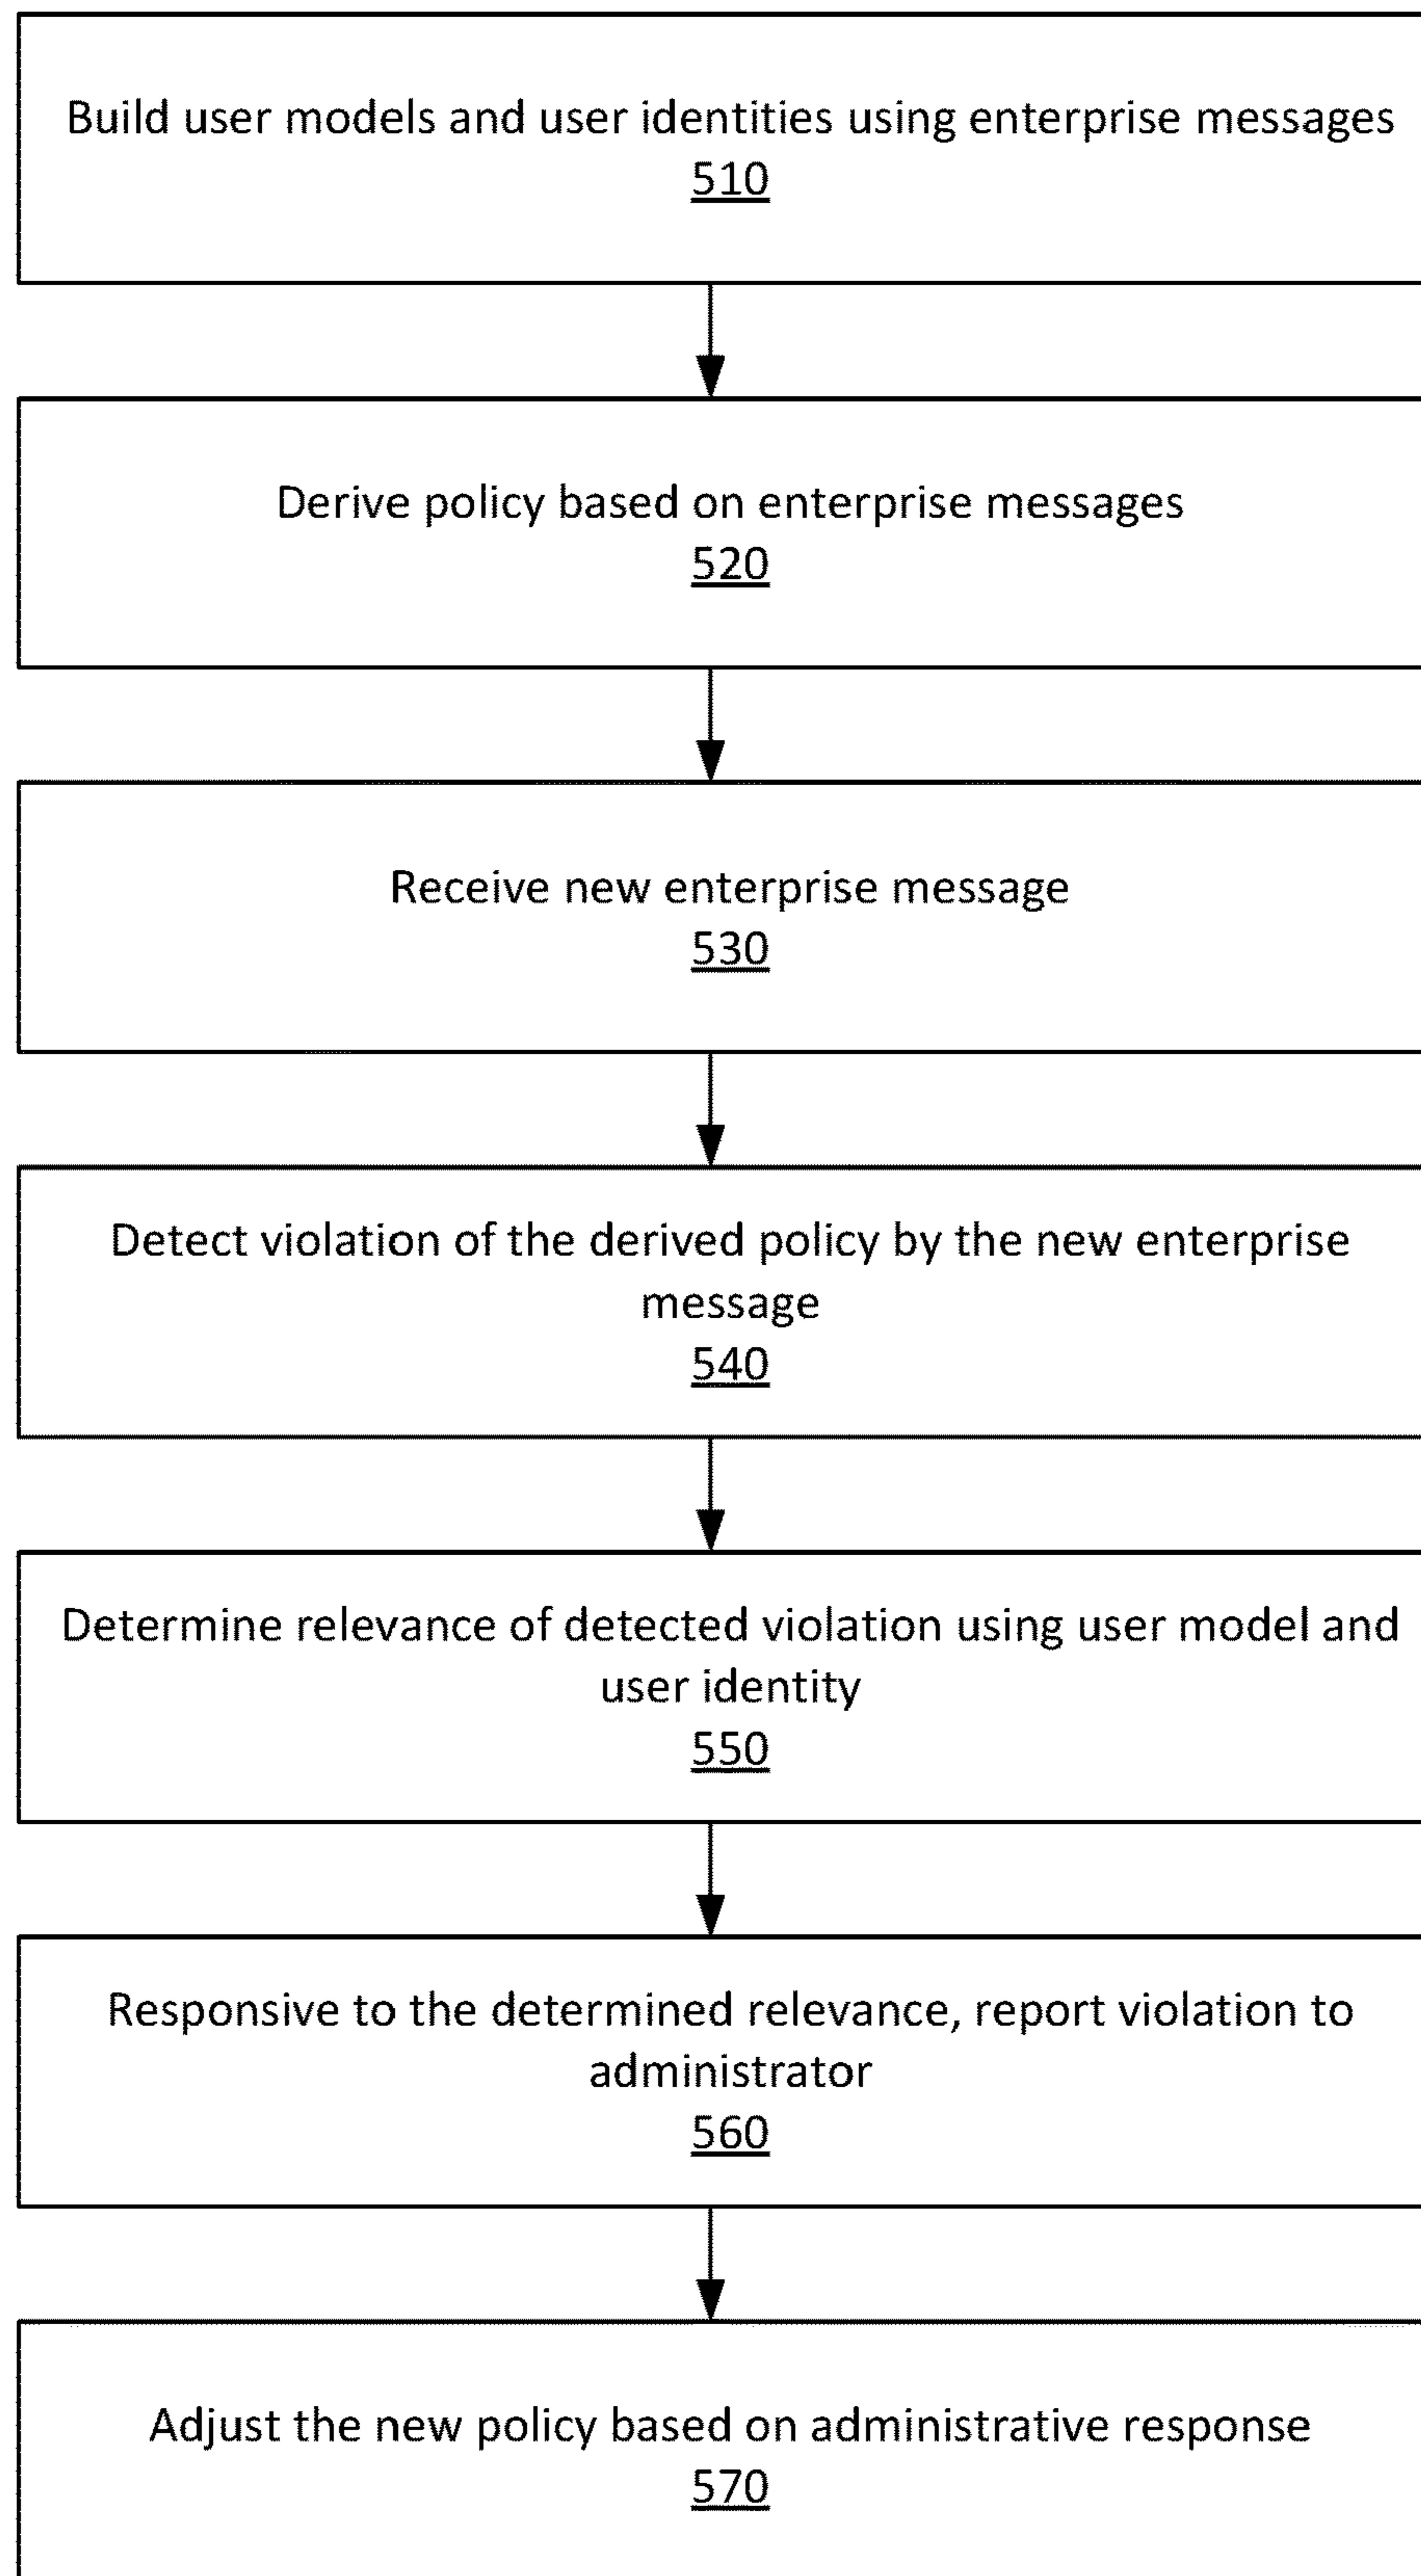 Build user models and user identities using enterprise messages
510
Derive policy based on enterprise messages
520
Receive new enterprise message
530
Detect violation of the derived policy by the new enterprise
message
540
Determine relevance of detected violation using user model and
user identity
550
Responsive to the determined relevance, report violation to
administrator
560
Adjust the new policy based on administrative response
570